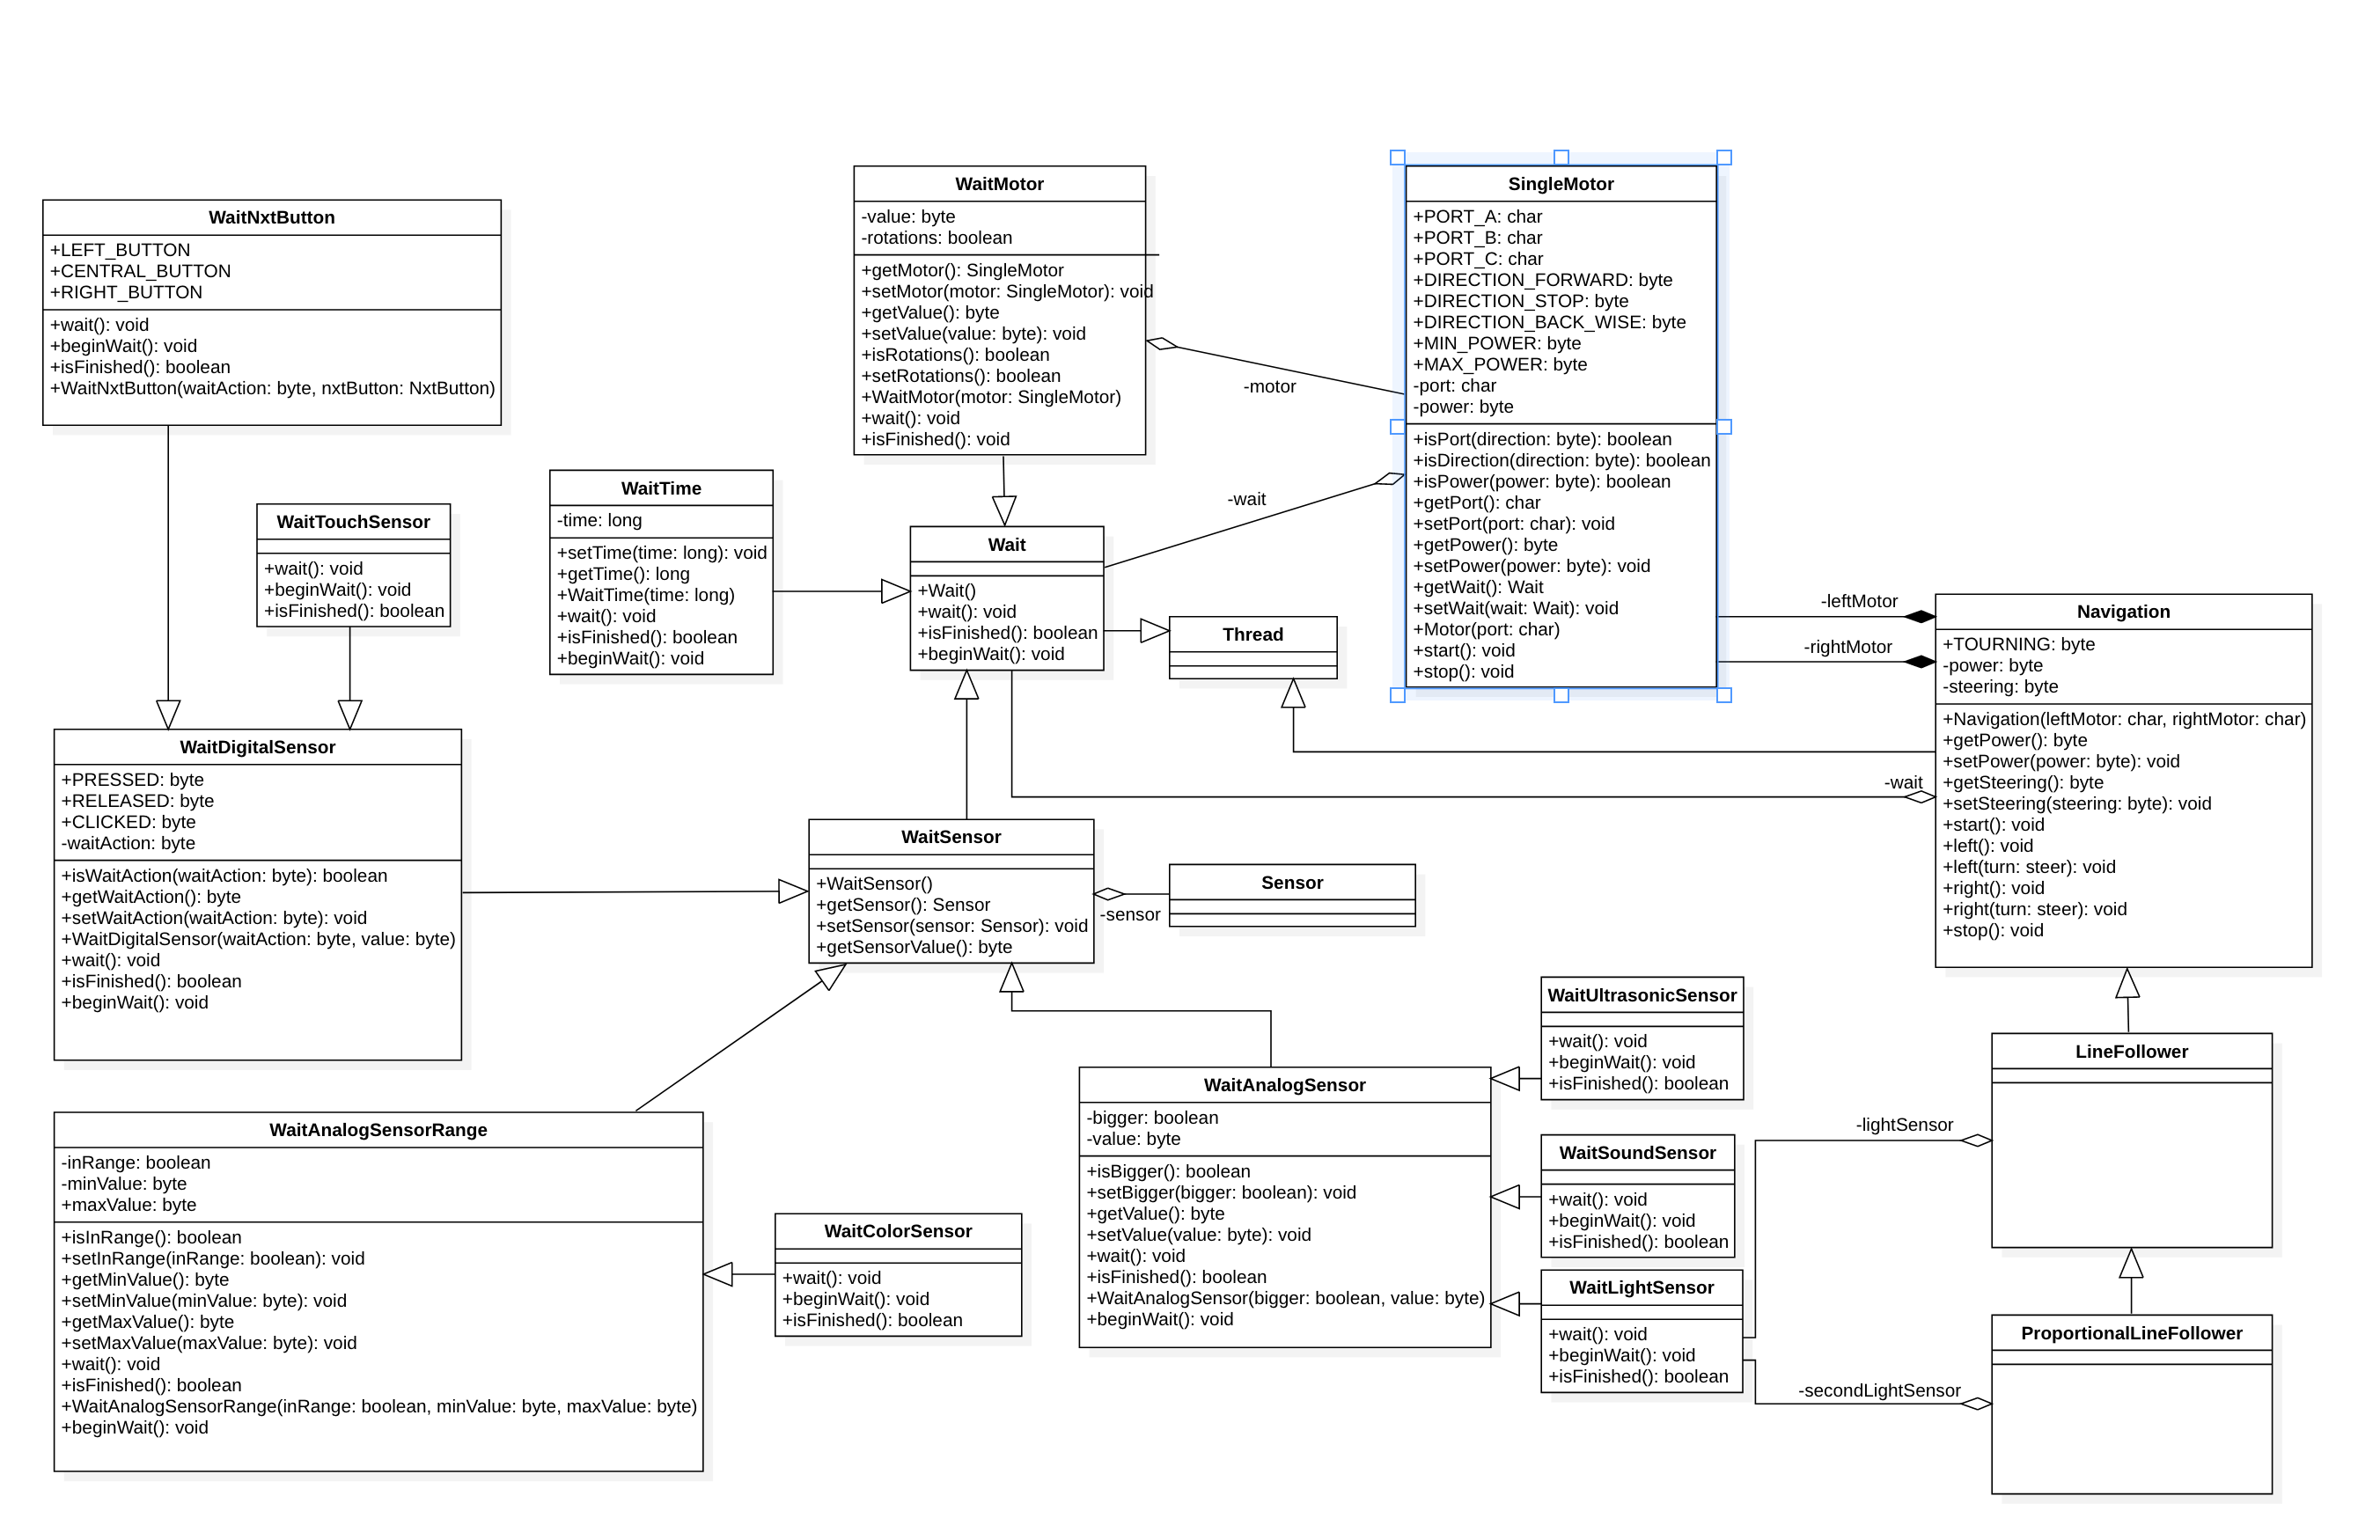 WaitNxtButton
+LEFT_BUTTON
+CENTRAL_BUTTON
+RIGHT_BUTTON
+wait(): void
+beginWait(): void
+isFinished(): boolean
+WaitNxtButton(waitAction: byte, nxtButton: NxtButton)
WaitMotor
-value: byte
-rotations: boolean
+getMotor(): SingleMotor
+setMotor(motor: SingleMotor): void
+getValue(): byte
+setValue(value: byte): void
+isRotations(): boolean
+setRotations(): boolean
+WaitMotor(motor: SingleMotor)
+wait(): void
+isFinished(): void
SingleMotor
+PORT_A: char
+PORT_B: char
+PORT_C: char
+DIRECTION_FORWARD: byte
+DIRECTION_STOP: byte
+DIRECTION_BACK_WISE: byte
+MIN_POWER: byte
+MAX_POWER: byte
-port: char
-power: byte
+isPort(direction: byte): boolean
+isDirection(direction: byte): boolean
+isPower(power: byte): boolean
+getPort(): char
+setPort(port: char): void
+getPower(): byte
+setPower(power: byte): void
+getWait(): Wait
+setWait(wait: Wait): void
+Motor(port: char)
+start(): void
+stop(): void
-motor
-wait
WaitTouchSensor
+wait(): void
+beginWait(): void
+isFinished(): boolean
WaitTime
-time: long
+setTime(time: long): void
+getTime(): long
+WaitTime(time: long)
+wait(): void
+isFinished(): boolean
+beginWait(): void
Wait
+Wait()
+wait(): void
+isFinished(): boolean
+beginWait(): void
Thread
-leftMotor
-rightMotor
Navigation
+TOURNING: byte
-power: byte
-steering: byte
+Navigation(leftMotor: char, rightMotor: char)
+getPower(): byte
+setPower(power: byte): void
+getSteering(): byte
+setSteering(steering: byte): void
+start(): void
+left(): void
+left(turn: steer): void
+right(): void
+right(turn: steer): void
+stop(): void
-wait
WaitDigitalSensor
+PRESSED: byte
+RELEASED: byte
+CLICKED: byte
-waitAction: byte
+isWaitAction(waitAction: byte): boolean
+getWaitAction(): byte
+setWaitAction(waitAction: byte): void
+WaitDigitalSensor(waitAction: byte, value: byte)
+wait(): void
+isFinished(): boolean
+beginWait(): void
WaitSensor
+WaitSensor()
+getSensor(): Sensor
+setSensor(sensor: Sensor): void
+getSensorValue(): byte
-sensor
Sensor
WaitUltrasonicSensor
+wait(): void
+beginWait(): void
+isFinished(): boolean
LineFollower
WaitAnalogSensor
-bigger: boolean
-value: byte
+isBigger(): boolean
+setBigger(bigger: boolean): void
+getValue(): byte
+setValue(value: byte): void
+wait(): void
+isFinished(): boolean
+WaitAnalogSensor(bigger: boolean, value: byte)
+beginWait(): void
WaitAnalogSensorRange
-inRange: boolean
-minValue: byte
+maxValue: byte
+isInRange(): boolean
+setInRange(inRange: boolean): void
+getMinValue(): byte
+setMinValue(minValue: byte): void
+getMaxValue(): byte
+setMaxValue(maxValue: byte): void
+wait(): void
+isFinished(): boolean
+WaitAnalogSensorRange(inRange: boolean, minValue: byte, maxValue: byte)
+beginWait(): void
WaitColorSensor
+wait(): void
+beginWait(): void
+isFinished(): boolean
WaitSoundSensor
+wait(): void
+beginWait(): void
+isFinished(): boolean
-lightSensor
WaitLightSensor
+wait(): void
+beginWait(): void
+isFinished(): boolean
-secondLightSensor
ProportionalLineFollower